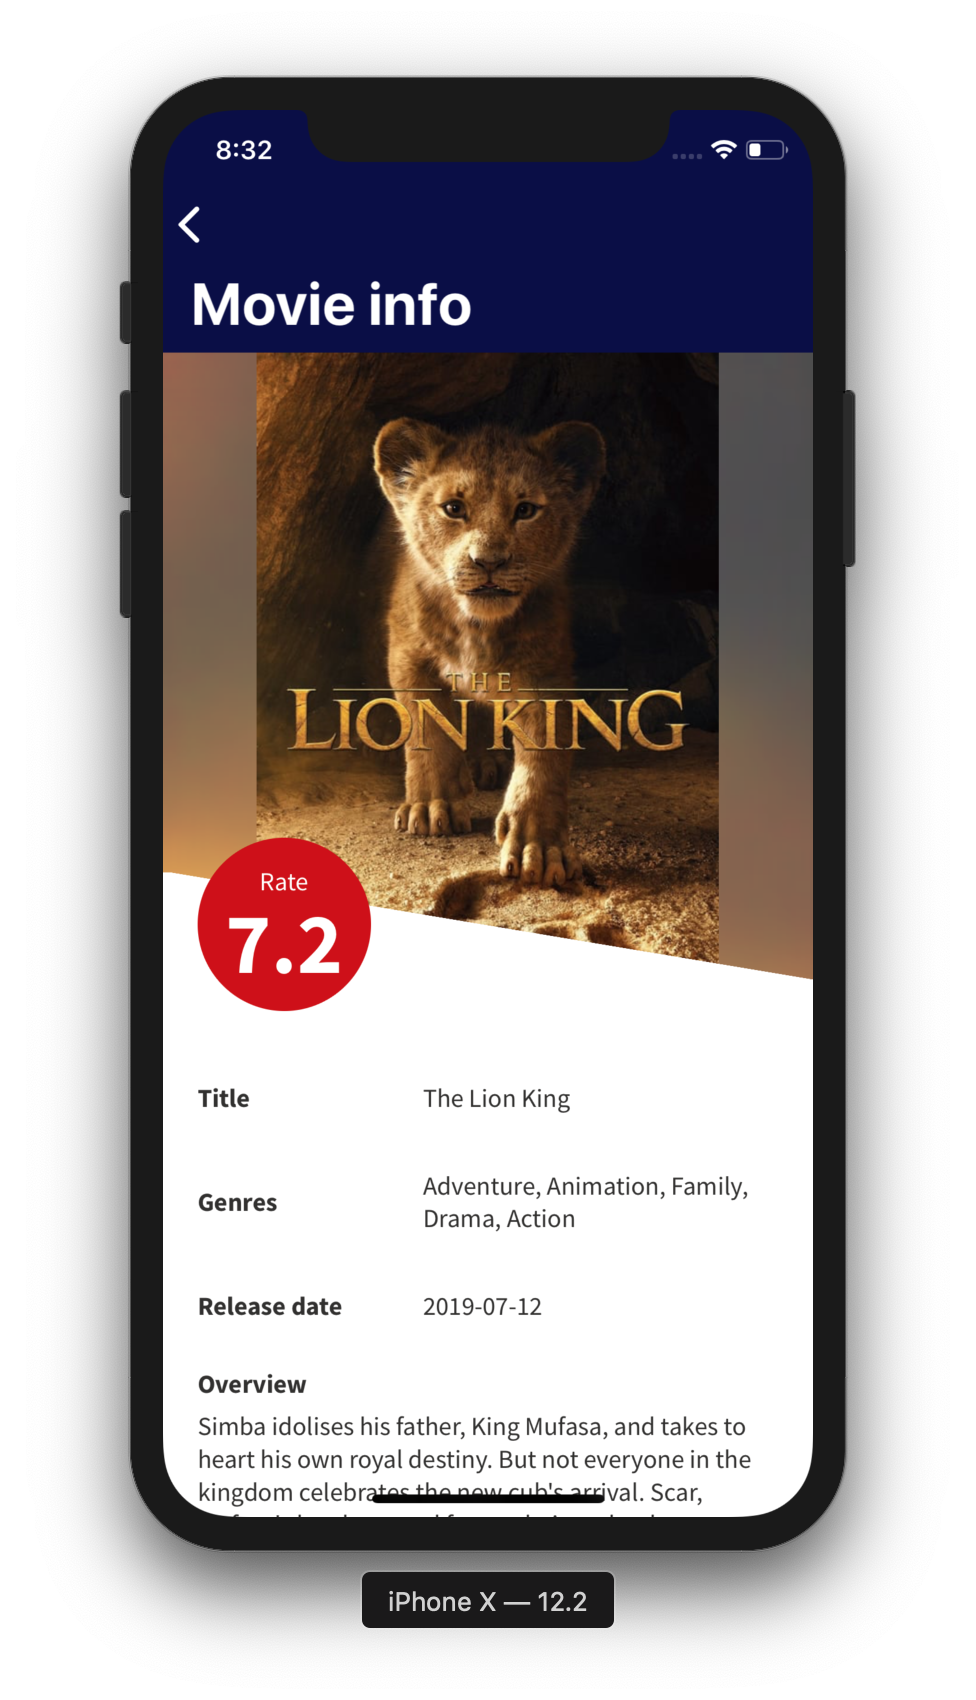 8:32
Movie info
THE
LION KING
Rate
7.2
Title
The Lion King
Genres
Adventure, Animation, Family,
Drama, Action
Release date
2019-07-12
Overview
Simba idolises his father, King Mufasa, and takes to
heart his own royal destiny. But not everyone in the
kingdom celebrates the new cub's arrival. Scar,
iPhone X — 12.2